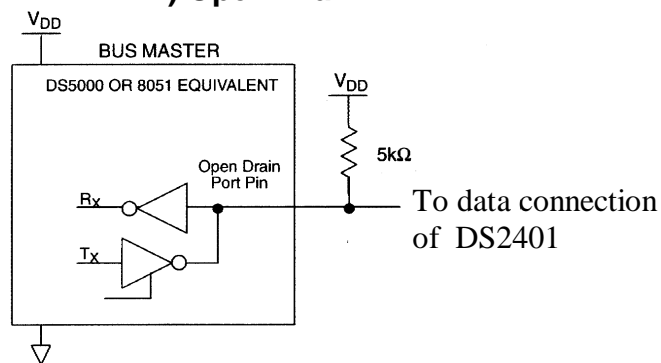 VDD
BUS MASTER
DS5000 OR 8051 EQUIVALENT
VDD
5kΩ
Open Drain
Port Pin
RX
TX
To data connection
of DS2401